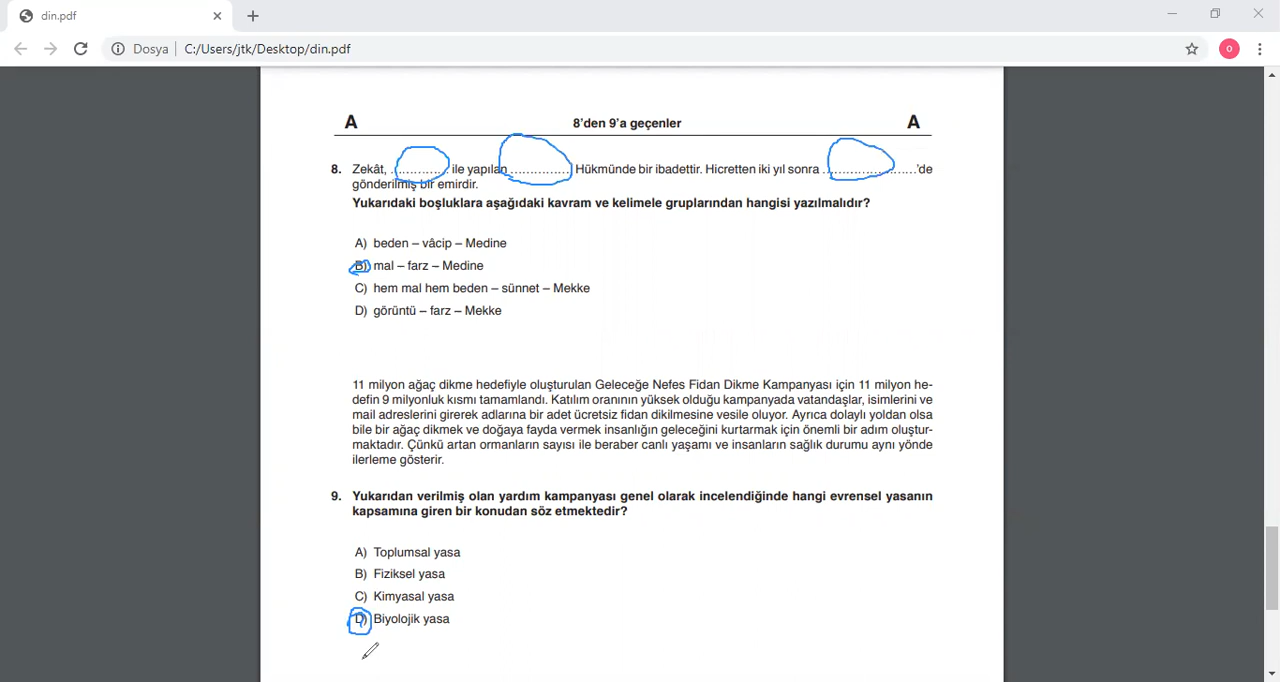 din.pdf
Dosya C:/Users/jtk/Desktop/din.pdf
O
A 8'den 9'a geçenler A
8. Zekât, .............. ile yapılan .............. Hükmünde bir ibadettir. Hicretten iki yıl sonra ......................'de
gönderilmiş bir emirdir.
Yukarıdaki boşluklara aşağıdaki kavram ve kelimele gruplarından hangisi yazılmalıdır?
A) beden – vâcip – Medine
B) mal – farz – Medine
C) hem mal hem beden – sünnet – Mekke
D) görüntü – farz – Mekke
11 milyon ağaç dikme hedefiyle oluşturulan Geleceğe Nefes Fidan Dikme Kampanyası için 11 milyon he-
defin 9 milyonluk kısmı tamamlandı. Katılım oranının yüksek olduğu kampanyada vatandaşlar, isimlerini ve
mail adreslerini girerek adlarına bir adet ücretsiz fidan dikilmesine vesile oluyor. Ayrıca dolaylı yoldan olsa
bile bir ağaç dikmek ve doğaya fayda vermek insanlığın geleceğini kurtarmak için önemli bir adım oluştur-
maktadır. Çünkü artan ormanların sayısı ile beraber canlı yaşamı ve insanların sağlık durumu aynı yönde
ilerleme gösterir.
9. Yukarıdan verilmiş olan yardım kampanyası genel olarak incelendiğinde hangi evrensel yasanın
kapsamına giren bir konudan söz etmektedir?
A) Toplumsal yasa
B) Fiziksel yasa
C) Kimyasal yasa
D) Biyolojik yasa